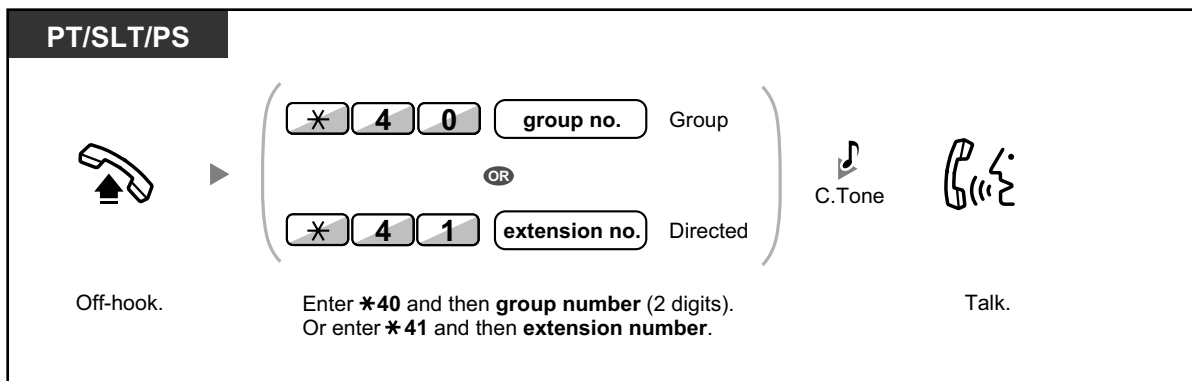 PT/SLT/PS
* 4 0 group no. Group
OR
* 4 1 extension no. Directed
C.Tone
Off-hook.
Enter *40 and then group number (2 digits).
Or enter *41 and then extension number.
Talk.